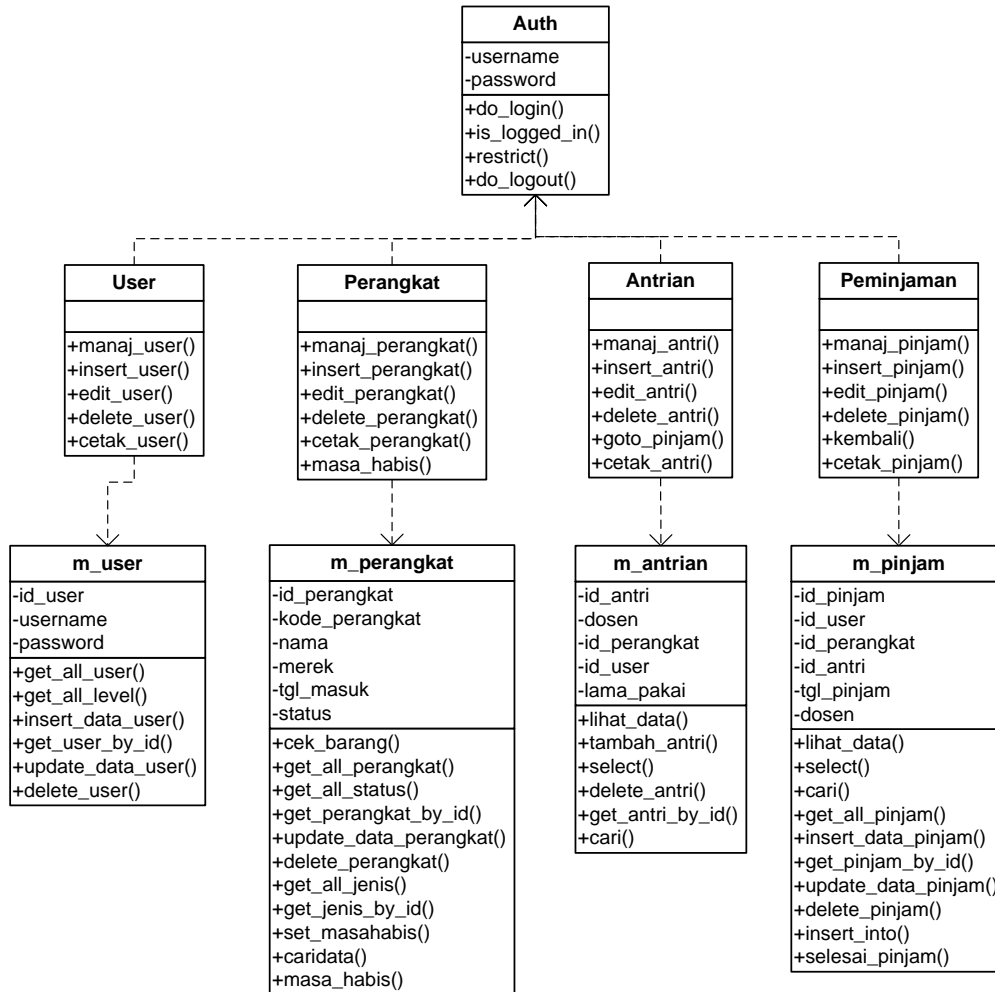 Auth
-username
-password
+do_login()
+is_logged_in()
+restrict()
+do_logout()
User
+manaj_user()
+insert_user()
+edit_user()
+delete_user()
+cetak_user()
Perangkat
+manaj_perangkat()
+insert_perangkat()
+edit_perangkat()
+delete_perangkat()
+cetak_perangkat()
+masa_habis()
Antrian
+manaj_antri()
+insert_antri()
+edit_antri()
+delete_antri()
+goto_pinjam()
+cetak_antri()
Peminjaman
+manaj_pinjam()
+insert_pinjam()
+edit_pinjam()
+delete_pinjam()
+kembali()
+cetak_pinjam()
m_user
-id_user
-username
-password
+get_all_user()
+get_all_level()
+insert_data_user()
+get_user_by_id()
+update_data_user()
+delete_user()
m_perangkat
-id_perangkat
-kode_perangkat
-nama
-merek
-tgl_masuk
-status
+cek_barang()
+get_all_perangkat()
+get_all_status()
+get_perangkat_by_id()
+update_data_perangkat()
+delete_perangkat()
+get_all_jenis()
+get_jenis_by_id()
+set_masahabis()
+caridata()
+masa_habis()
m_antrian
-id_antri
-dosen
-id_perangkat
-id_user
-lama_pakai
+lihat_data()
+tambah_antri()
+select()
+delete_antri()
+get_antri_by_id()
+cari()
m_pinjam
-id_pinjam
-id_user
-id_perangkat
-id_antri
-tgl_pinjam
-dosen
+lihat_data()
+select()
+cari()
+get_all_pinjam()
+insert_data_pinjam()
+get_pinjam_by_id()
+update_data_pinjam()
+delete_pinjam()
+insert_into()
+selesai_pinjam()